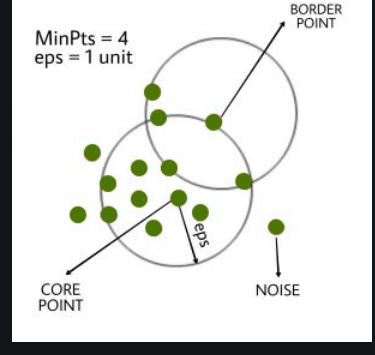 BORDER
POINT
MinPts = 4
eps = 1 unit
eps
CORE
POINT
NOISE